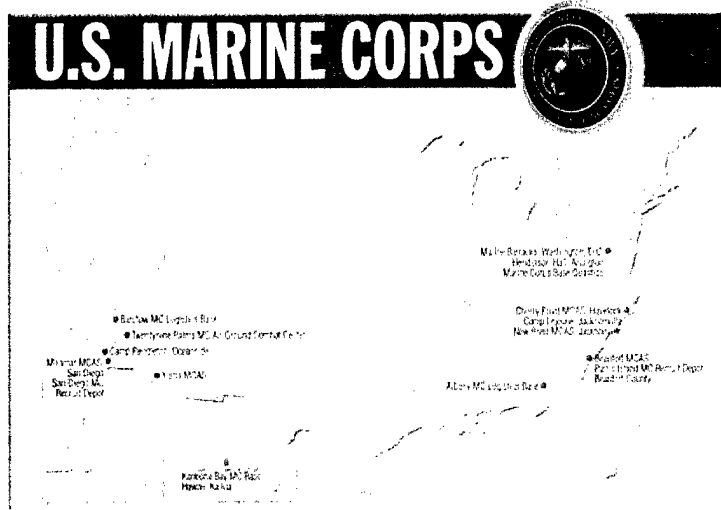 U.S. MARINE CORPS
Marine Barracks Washington, D.C.
Henderson Hall, Arlington
Marine Corps Base Quantico
Cherry Point MCAS, Havelock
Camp Lejeune, Jacksonville
New River MCAS, Jacksonville
Barstow MC Logistics Base
Twentynine Palms MC Air Ground Combat Center
Camp Pendleton, Oceanside
Miramar MCAS
San Diego
San Diego MC
Recruit Depot
Yuma MCAS
Beaufort MCAS
Parris Island MC Recruit Depot
Beaufort County
Albany MC Logistics Base
Kaneohe Bay MC Base
Hawaii, Kailua